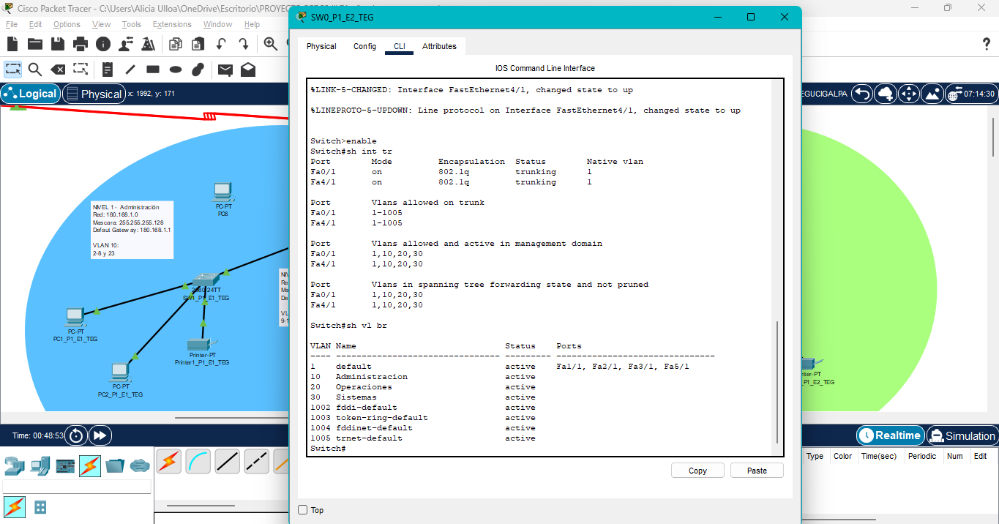 Cisco Packet Tracer - C:\Users\Alicia Ulloa\OneDrive\Escritorio\PROYEC
File Edit Options View Tools Extensions Window Help
Logical
Physical
x: 1992, y: 171
EGUCIGALPA
07:14:30
NIVEL 1 - Administración
Red: 180.168.1.0
Mascara: 255.255.255.128
Defaut Gateway: 180.168.1.1
VLAN 10:
2-8 y 23
PC-PT
PC6
24TT
SW1_P1_E1_TEG
PC-PT
PC1_P1_E1_TEG
Printer-PT
Printer1_P1_E1_TEG
PC-PT
PC2_P1_E1_TEG
NIV
Re
Ma
De
VL
9-1
nter-PT
_P1_E2_TEG
SW0_P1_E2_TEG
Physical Config CLI Attributes
IOS Command Line Interface
%LINK-5-CHANGED: Interface FastEthernet4/1, changed state to up
%LINEPROTO-5-UPDOWN: Line protocol on Interface FastEthernet4/1, changed state to up
Switch>enable
Switch#sh int tr
Port Mode Encapsulation Status Native vlan
Fa0/1 on 802.1q trunking 1
Fa4/1 on 802.1q trunking 1
Port Vlans allowed on trunk
Fa0/1 1-1005
Fa4/1 1-1005
Port Vlans allowed and active in management domain
Fa0/1 1,10,20,30
Fa4/1 1,10,20,30
Port Vlans in spanning tree forwarding state and not pruned
Fa0/1 1,10,20,30
Fa4/1 1,10,20,30
Switch#sh vl br
VLAN Name Status Ports
---- -------------------------------- --------- -------------------------------
1 default active Fa1/1, Fa2/1, Fa3/1, Fa5/1
10 Administracion active
20 Operaciones active
30 Sistemas active
1002 fddi-default active
1003 token-ring-default active
1004 fddinet-default active
1005 trnet-default active
Switch#
Copy
Paste
Top
Time: 00:48:53
Realtime
Simulation
Type Color Time(sec) Periodic Num Edit